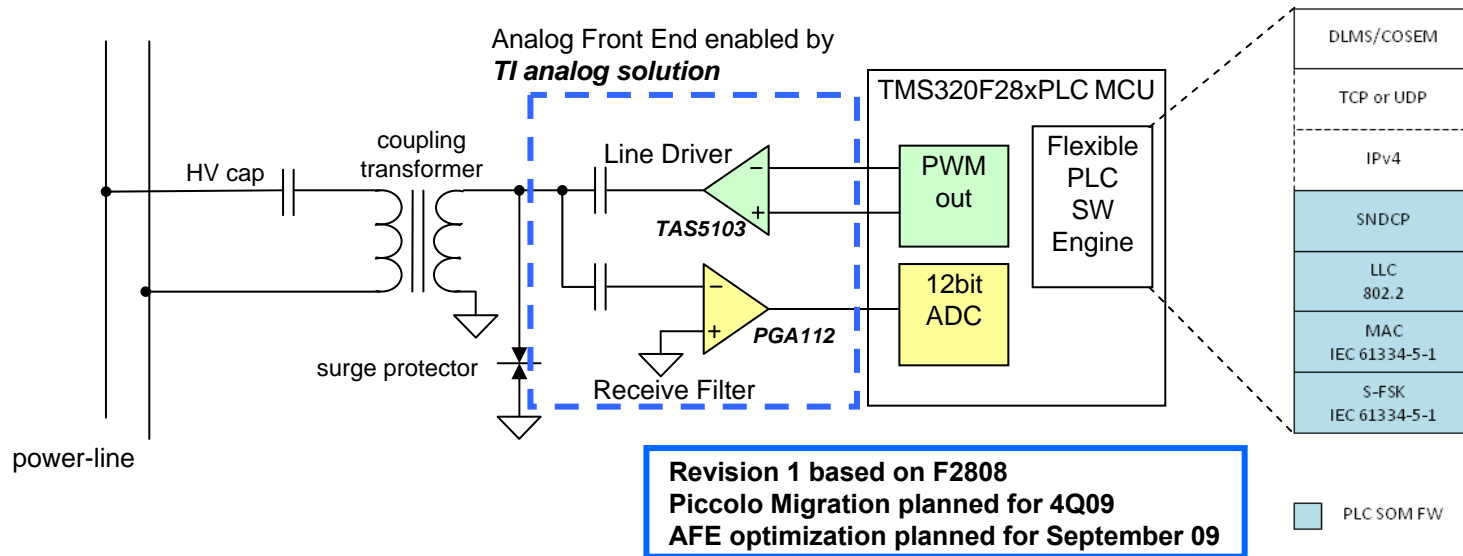 Analog Front End enabled by
TI analog solution
TMS320F28xPLC MCU
coupling
transformer
HV cap
Line Driver
TAS5103
−
+
PWM
out
Flexible
PLC
SW
Engine
−
+
PGA112
12bit
ADC
surge protector
Receive Filter
power-line
Revision 1 based on F2808
Piccolo Migration planned for 4Q09
AFE optimization planned for September 09
DLMS/COSEM
TCP or UDP
IPv4
SNDCP
LLC
802.2
MAC
IEC 61334-5-1
S-FSK
IEC 61334-5-1
PLC SOM FW